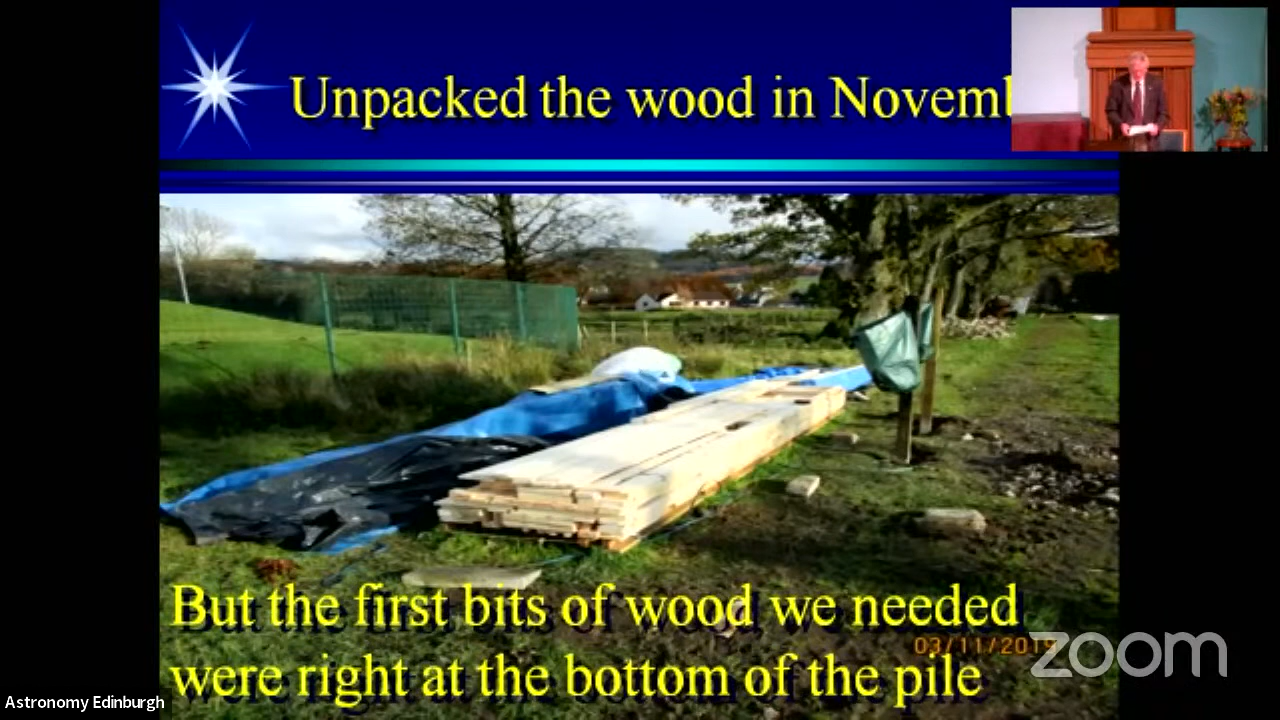 Unpacked the wood in Novemb
But the first bits of wood we needed
were right at the bottom of the pile
03/11/2019
zoom
Astronomy Edinburgh